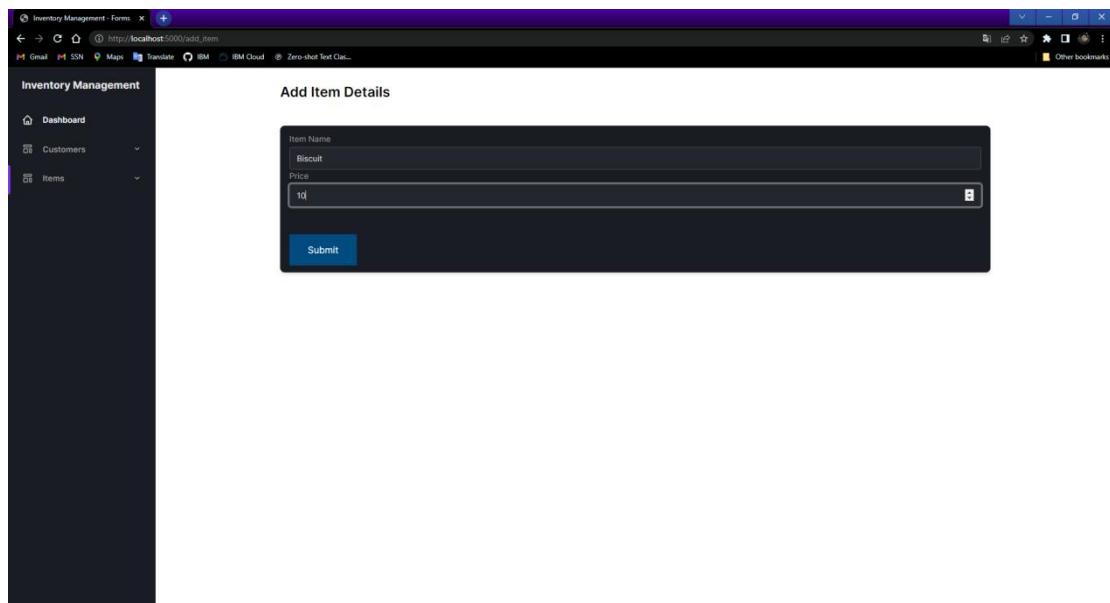 Inventory Management - Forms
http://localhost:5000/add_item
Gmail SSN Maps Translate IBM IBM Cloud Zero-shot Text Clas... Other bookmarks
Inventory Management
Dashboard
Customers
Items
Add Item Details
Item Name
Biscuit
Price
10
Submit